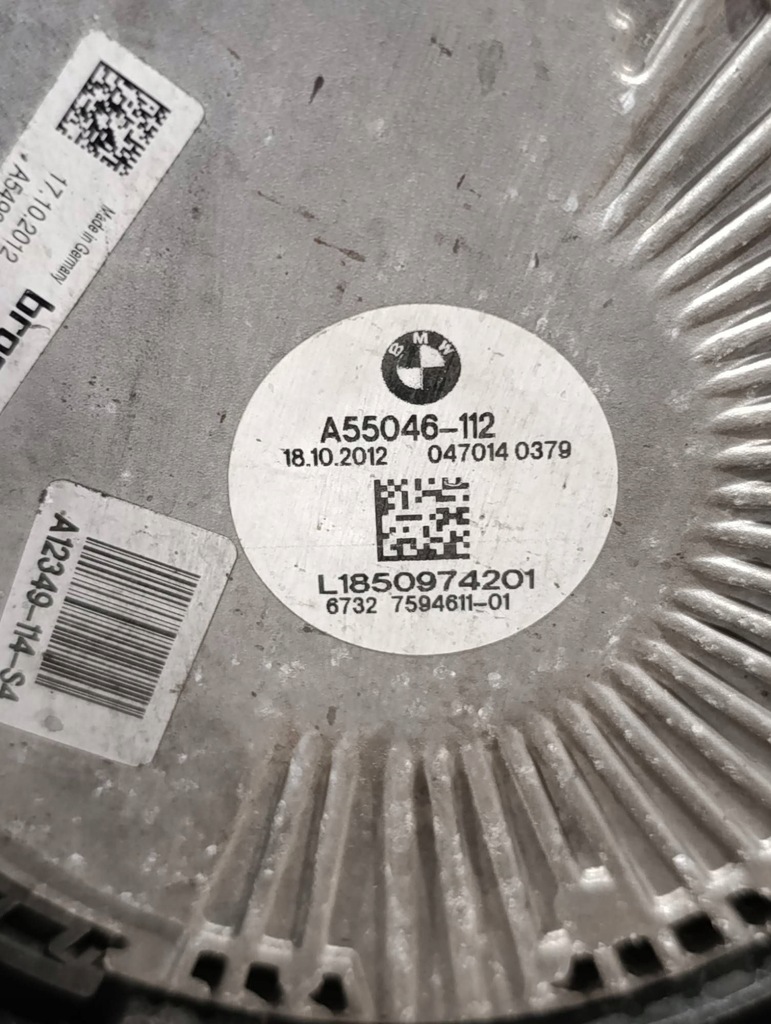 17.10.2012
Made in Germany
BMW
A55046-112
18.10.2012 047014 0379
L1850974201
6732 7594611-01
A12349-114-S4